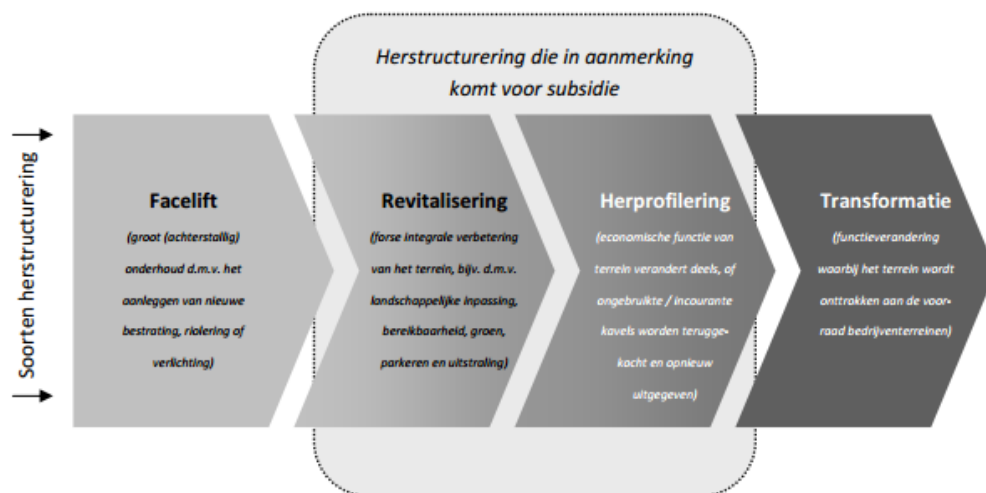 Herstructurering die in aanmerking
komt voor subsidie
Soorten herstructurering
Facelift
(groot (achterstallig)
onderhoud d.m.v. het
aanleggen van nieuwe
bestrating, riolering of
verlichting)
Revitalisering
(forse integrale verbetering
van het terrein, bijv. d.m.v.
landschappelijke inpassing,
bereikbaarheid, groen,
parkeren en uitstraling)
Herprofilering
(economische functie van
terrein verandert deels, of
ongebruikte / incourante
kavels worden terugge-
kocht en opnieuw
uitgegeven)
Transformatie
(functieverandering
waarbij het terrein wordt
onttrokken aan de voor-
raad bedrijventerreinen)